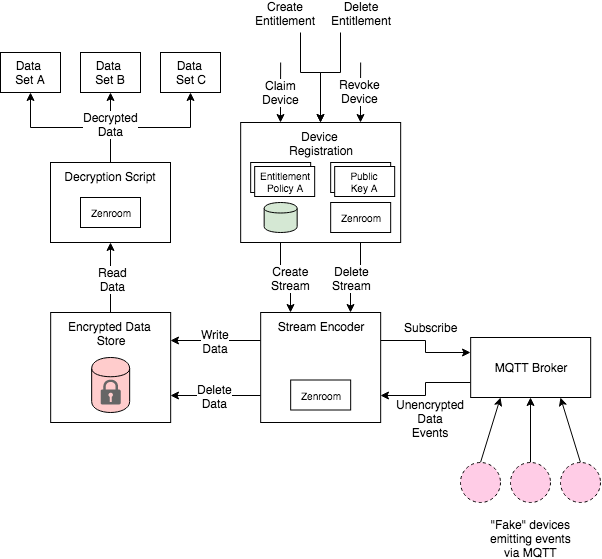 Create
Entitlement
Delete
Entitlement
Data
Set A
Data
Set B
Data
Set C
Claim
Device
Revoke
Device
Decrypted
Data
Device
Registration
Decryption Script
Entitlement
Policy A
Public
Key A
Zenroom
Zenroom
Read
Data
Create
Stream
Delete
Stream
Encrypted Data
Store
Write
Data
Stream Encoder
Subscribe
MQTT Broker
Delete
Data
Zenroom
Unencrypted
Data
Events
"Fake" devices
emitting events
via MQTT